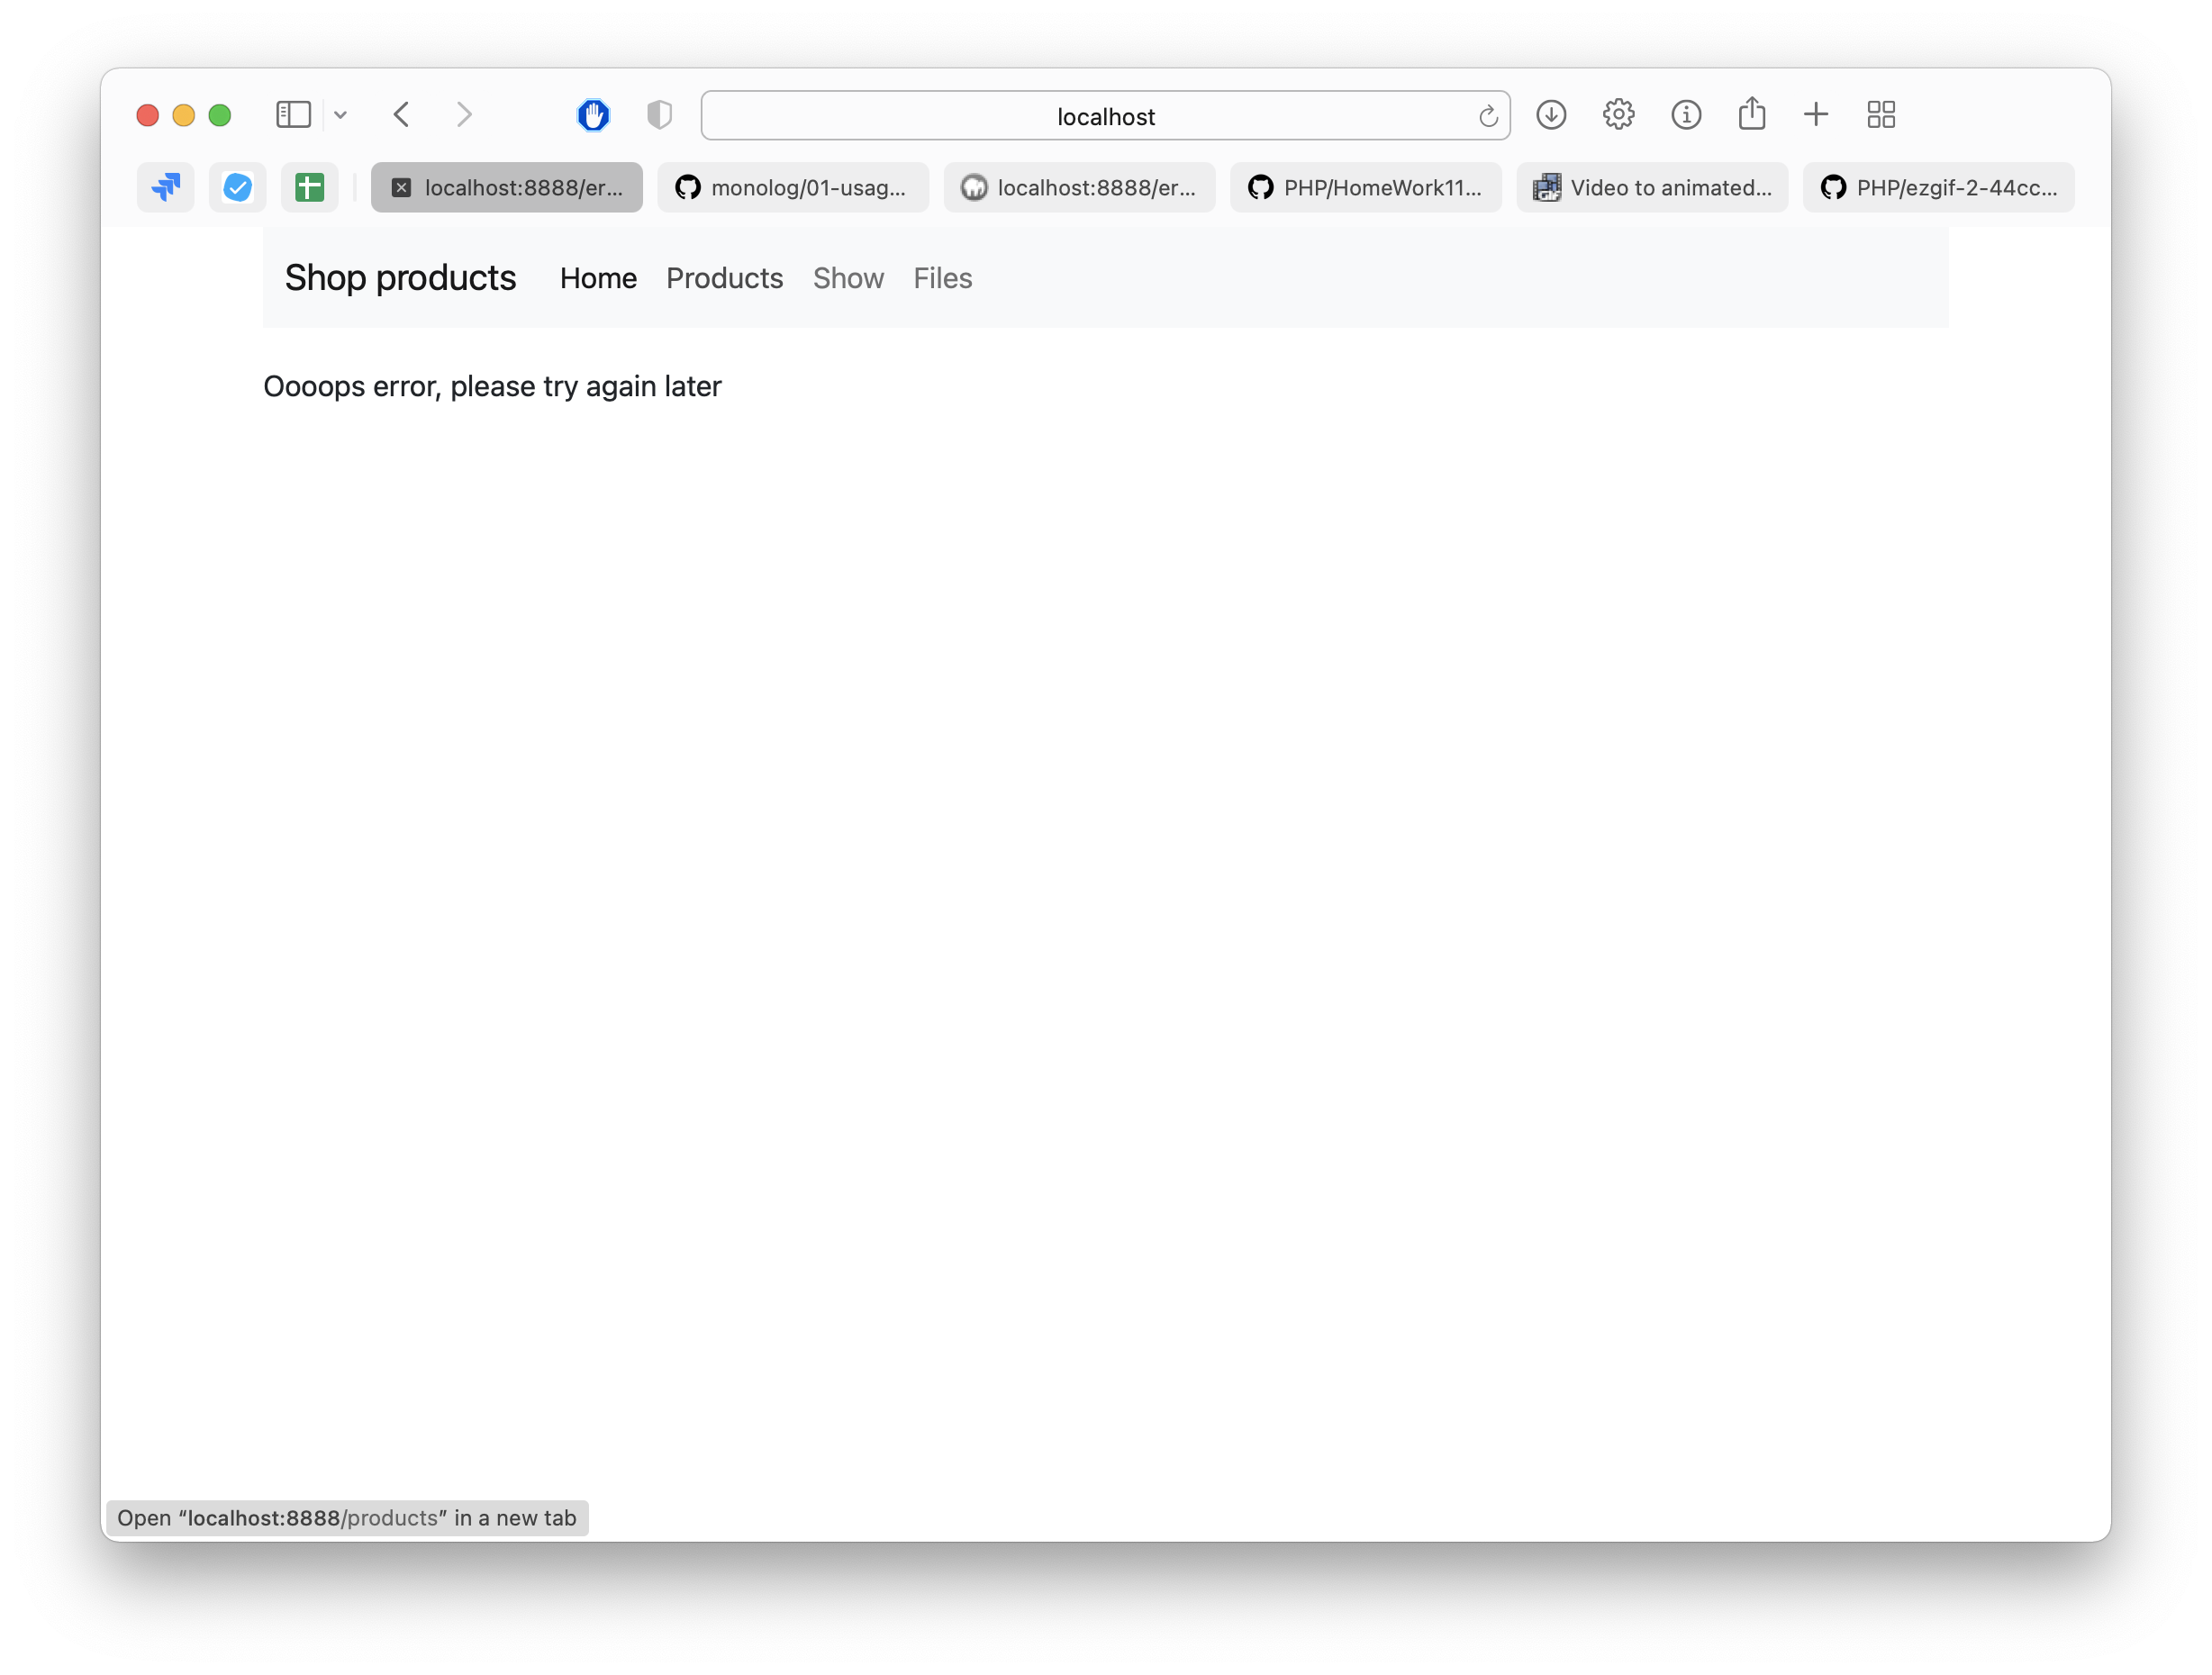 localhost
localhost:8888/er...
monolog/01-usag...
localhost:8888/er...
PHP/HomeWork11...
Video to animated...
PHP/ezgif-2-44cc...
Shop products Home Products Show Files
Oooops error, please try again later
Open “localhost:8888/products” in a new tab